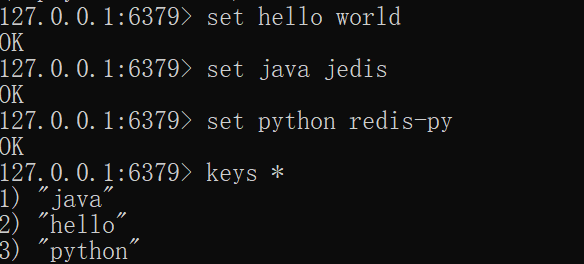 127.0.0.1:6379> set hello world
OK
127.0.0.1:6379> set java jedis
OK
127.0.0.1:6379> set python redis-py
OK
127.0.0.1:6379> keys *
1) "java"
2) "hello"
3) "python"